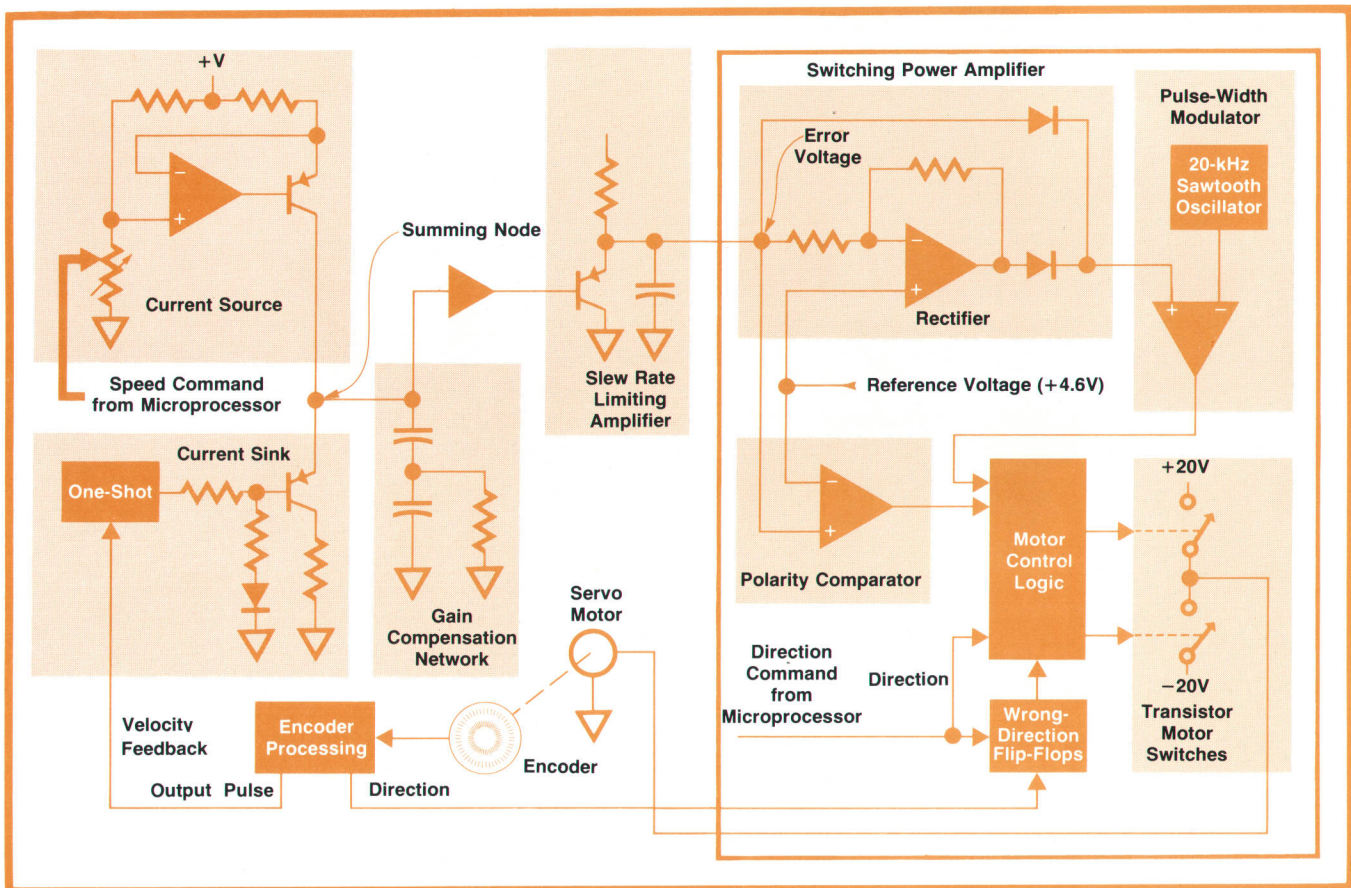 +V
−
+
Current Source
Speed Command
from Microprocessor
Summing Node
Current Sink
One-Shot
Gain
Compensation
Network
Slew Rate
Limiting
Amplifier
Switching Power Amplifier
Error
Voltage
−
+
Rectifier
Reference Voltage (+4.6V)
−
+
Polarity Comparator
Pulse-Width
Modulator
20-kHz
Sawtooth
Oscillator
+
−
Motor
Control
Logic
+20V
−20V
Transistor
Motor
Switches
Direction
Command
from
Microprocessor
Direction
Wrong-
Direction
Flip-Flops
Servo
Motor
Encoder
Encoder
Processing
Velocity
Feedback
Output Pulse
Direction